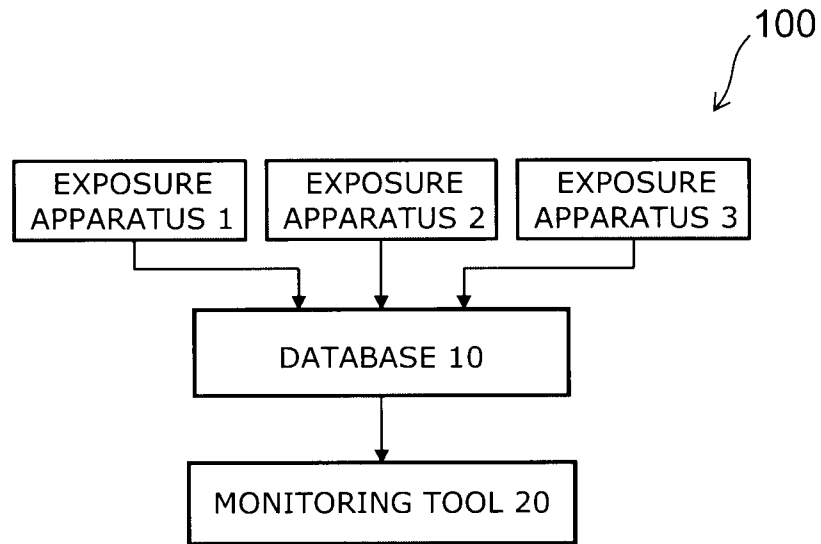 100
EXPOSURE
APPARATUS 1
EXPOSURE
APPARATUS 2
EXPOSURE
APPARATUS 3
DATABASE 10
MONITORING TOOL 20